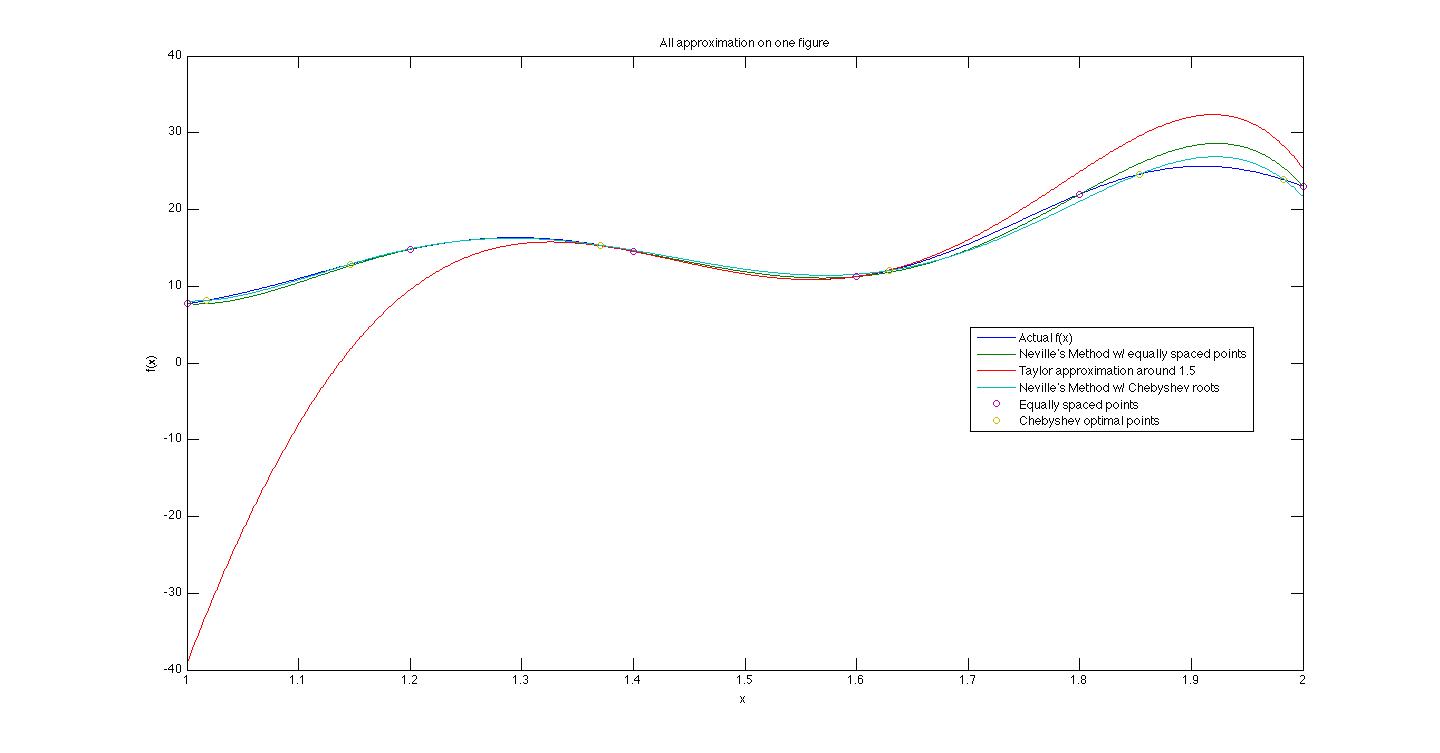 All approximation on one figure
40
30
20
10
0
-10
-20
-30
-40
f(x)
Actual f(x)
Neville's Method w/ equally spaced points
Taylor approximation around 1.5
Neville's Method w/ Chebyshev roots
Equally spaced points
Chebyshev optimal points
1 1.1 1.2 1.3 1.4 1.5 1.6 1.7 1.8 1.9 2
x